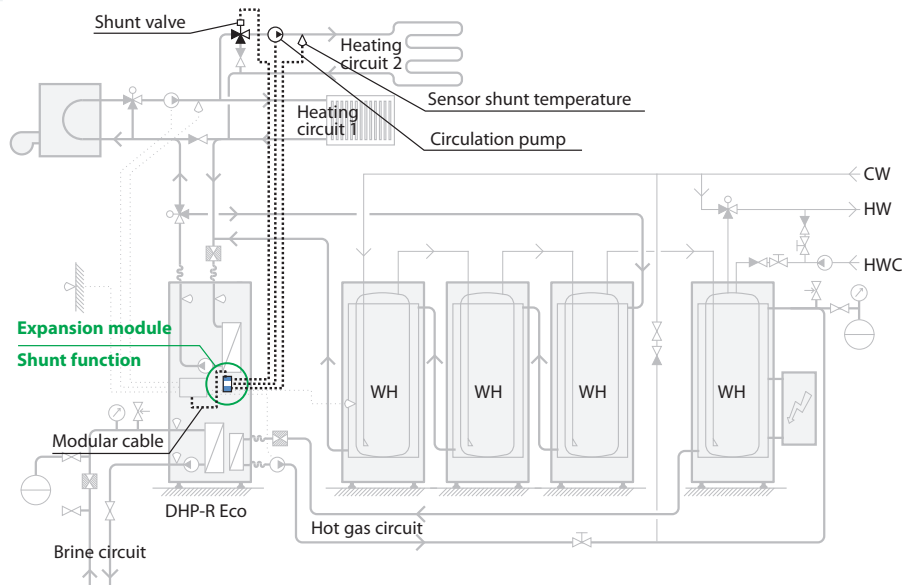 Shunt valve
Heating
circuit 2
Sensor shunt temperature
Heating
circuit 1
Circulation pump
CW
HW
HWC
Expansion module
Shunt function
WH
WH
WH
WH
Modular cable
DHP-R Eco
Hot gas circuit
Brine circuit